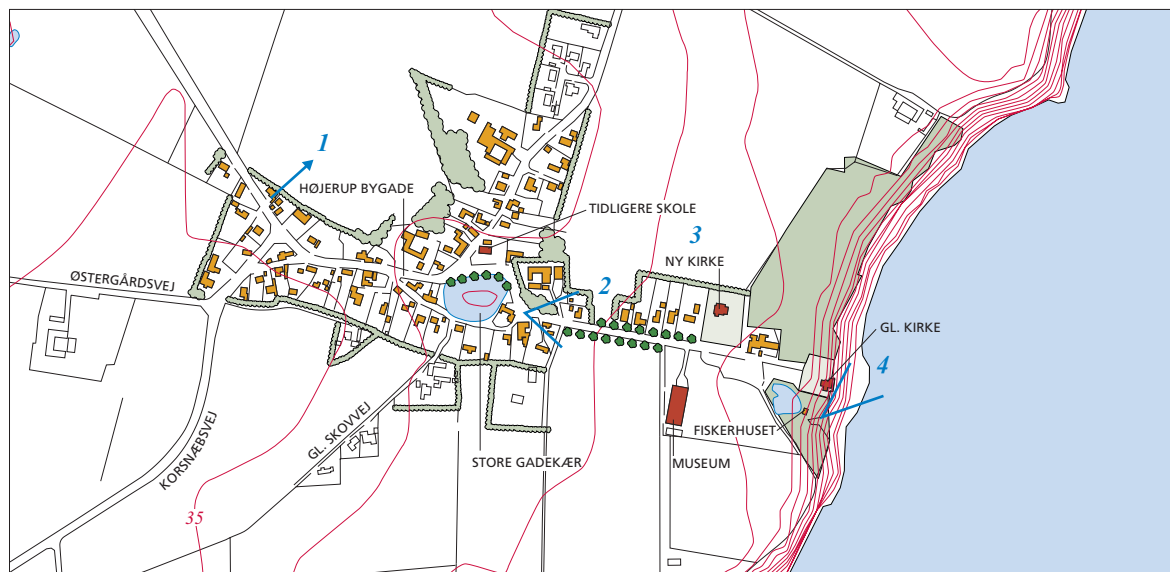 1
HØJERUP BYGADE
TIDLIGERE SKOLE
3
NY KIRKE
ØSTERGÅRDSVEJ
2
GL. KIRKE
4
KORSNÆBSVEJ
GL. SKOVVEJ
FISKERHUSET
STORE GADEKÆR
MUSEUM
35